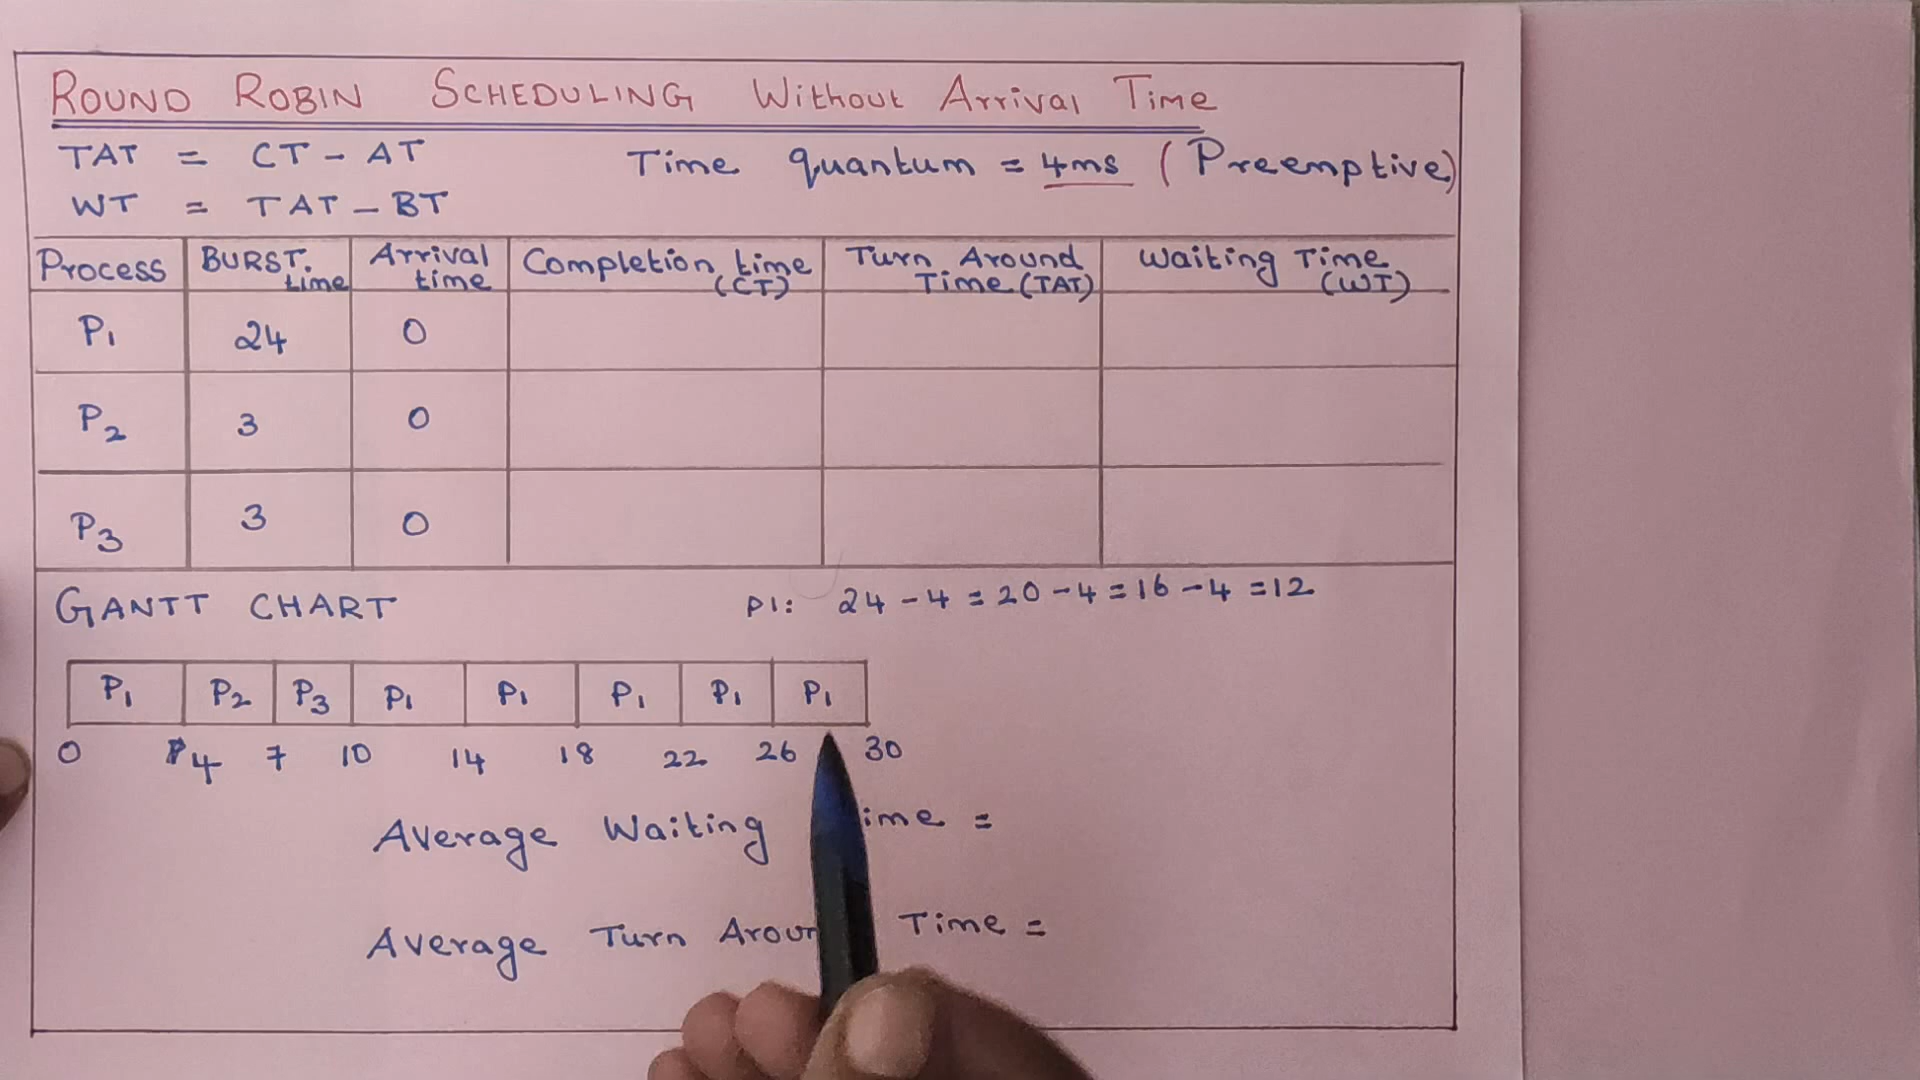 ROUND ROBIN SCHEDULING Without Arrival Time
TAT = CT - AT
Time quantum = 4ms (Preemptive)
WT = TAT - BT
Process
BURST time
Arrival time
Completion time (CT)
Turn Around Time (TAT)
Waiting Time (WT)
P1 24 0
P2 3 0
P3 3 0
GANTT CHART
P1: 24 - 4 = 20 - 4 = 16 - 4 = 12
P1 P2 P3 P1 P1 P1 P1 P1
0 4 7 10 14 18 22 26 30
Average Waiting =
Average Turn Time =